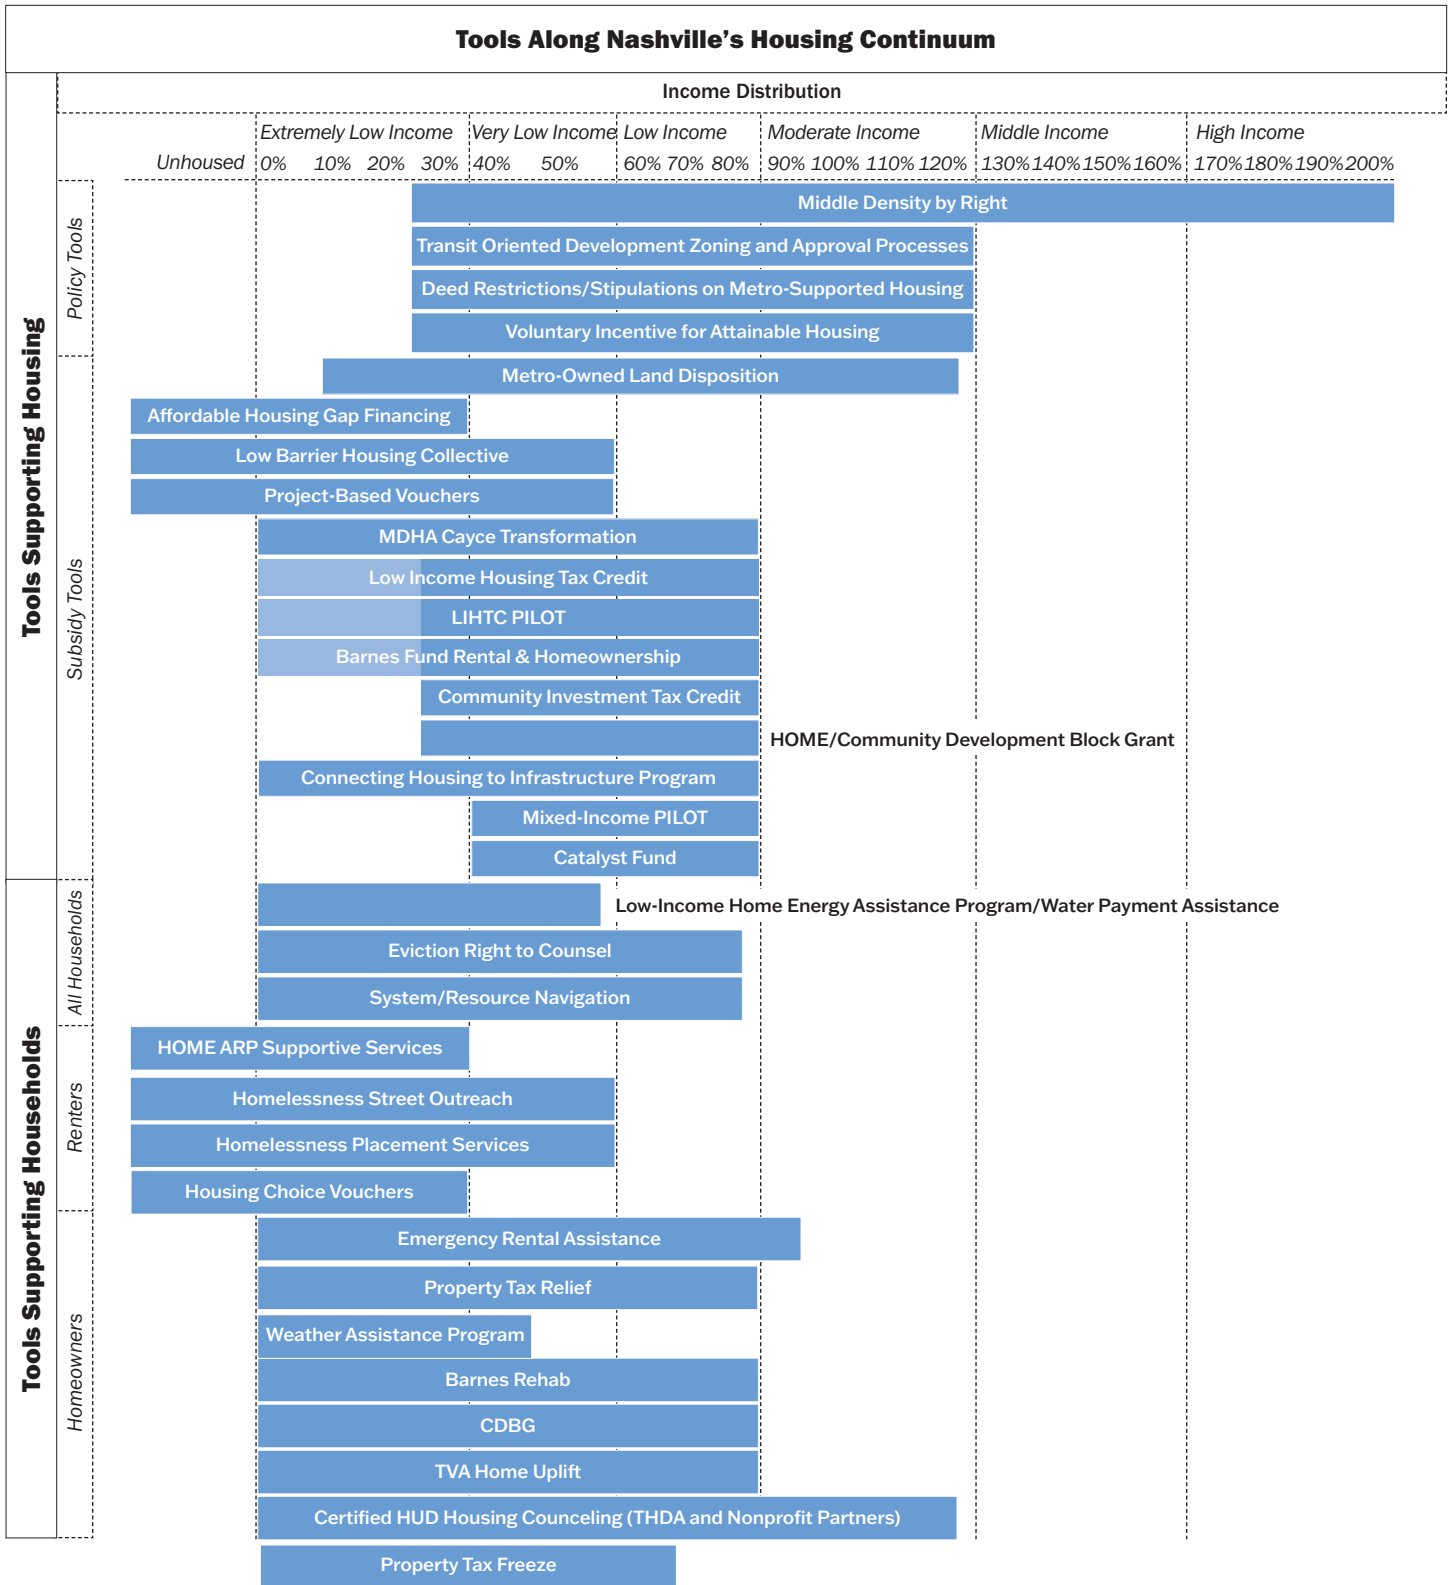 Tools Along Nashville’s Housing Continuum
Income Distribution
Extremely Low Income Very Low Income Low Income Moderate Income Middle Income High Income
Unhoused 0% 10% 20% 30% 40% 50% 60% 70% 80% 90% 100% 110% 120% 130% 140% 150% 160% 170% 180% 190% 200%
Tools Supporting Housing
Policy Tools
Middle Density by Right
Transit Oriented Development Zoning and Approval Processes
Deed Restrictions/Stipulations on Metro-Supported Housing
Voluntary Incentive for Attainable Housing
Subsidy Tools
Metro-Owned Land Disposition
Affordable Housing Gap Financing
Low Barrier Housing Collective
Project-Based Vouchers
MDHA Cayce Transformation
Low Income Housing Tax Credit
LIHTC PILOT
Barnes Fund Rental & Homeownership
Community Investment Tax Credit
HOME/Community Development Block Grant
Connecting Housing to Infrastructure Program
Mixed-Income PILOT
Catalyst Fund
Tools Supporting Households
All Households
Low-Income Home Energy Assistance Program/Water Payment Assistance
Eviction Right to Counsel
System/Resource Navigation
Renters
HOME ARP Supportive Services
Homelessness Street Outreach
Homelessness Placement Services
Housing Choice Vouchers
Homeowners
Emergency Rental Assistance
Property Tax Relief
Weather Assistance Program
Barnes Rehab
CDBG
TVA Home Uplift
Certified HUD Housing Counceling (THDA and Nonprofit Partners)
Property Tax Freeze